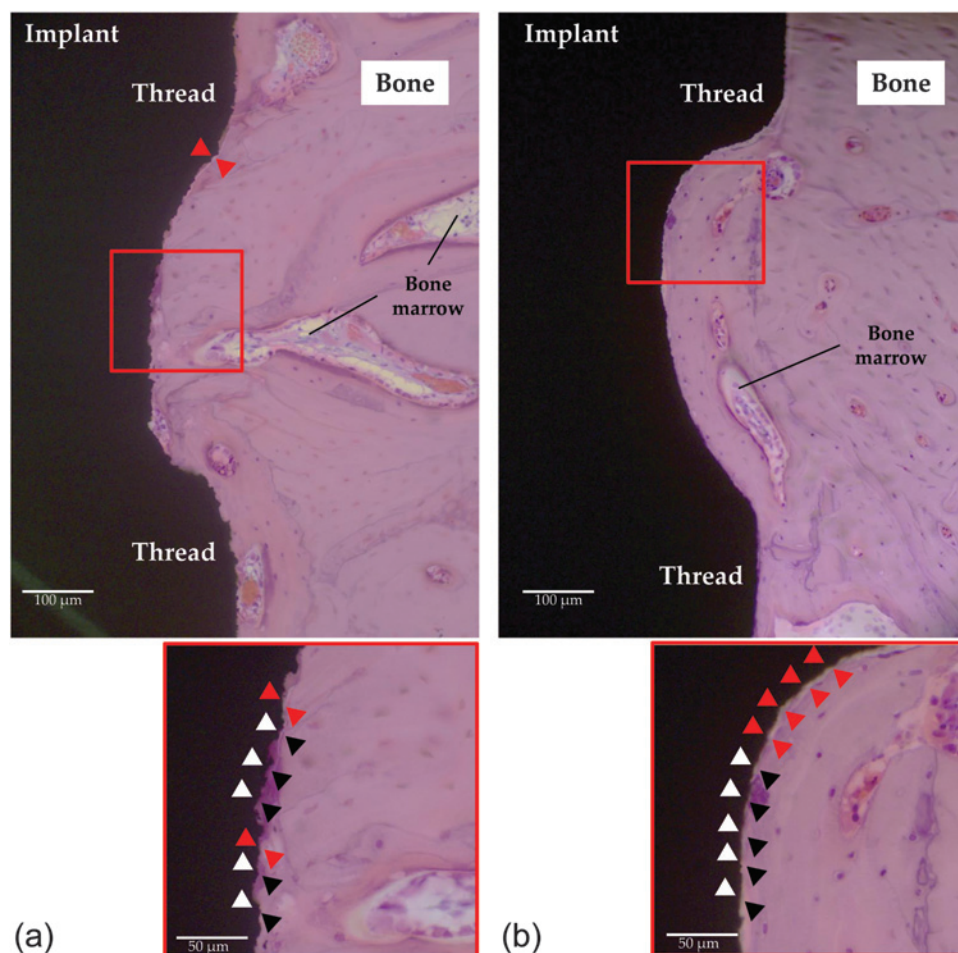 Implant
Thread
Bone
Bone
marrow
Thread
100 µm
50 µm
(a)
Implant
Thread
Bone
Bone
marrow
Thread
100 µm
50 µm
(b)